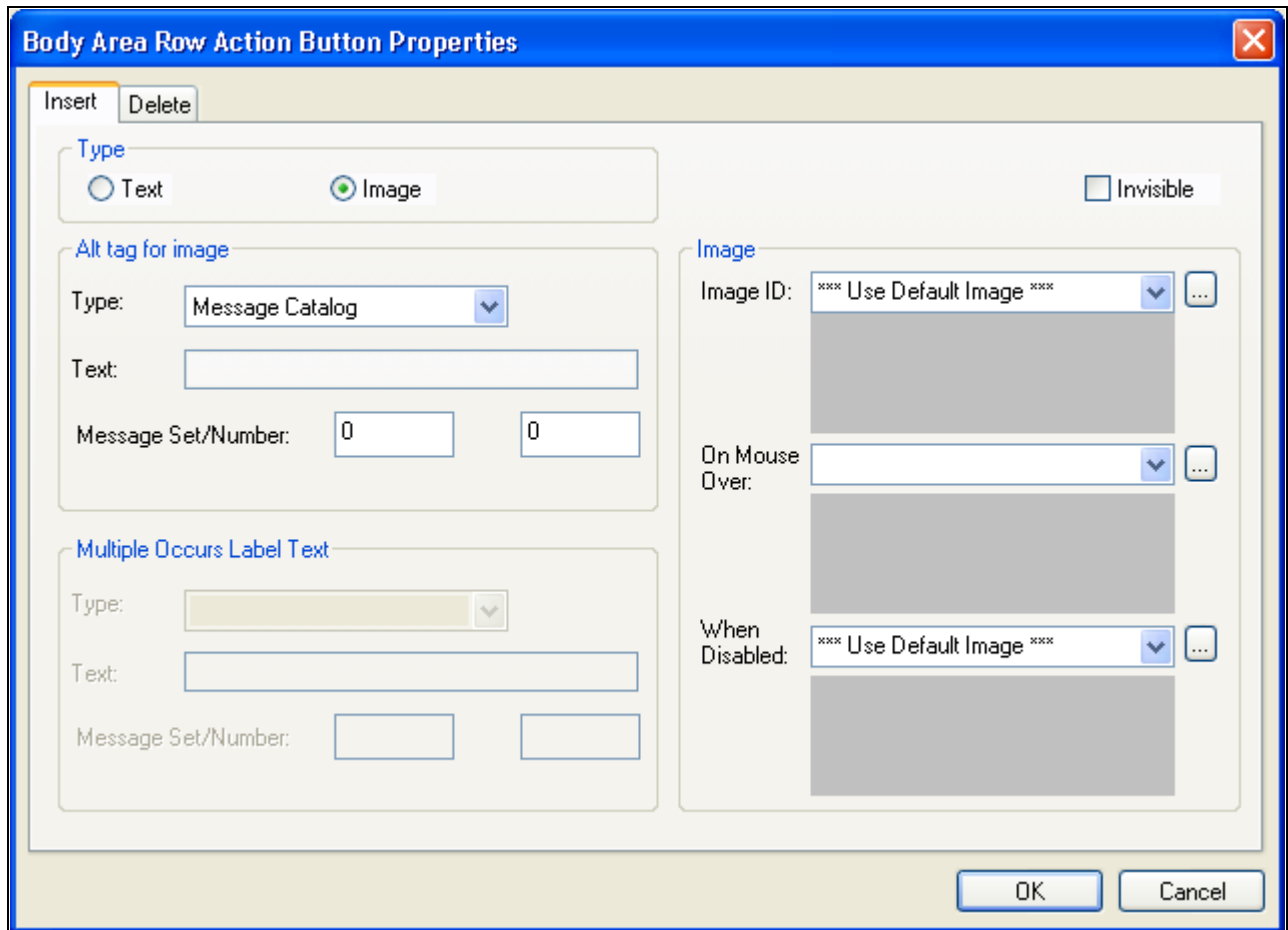 Body Area Row Action Button Properties
Insert
Delete
Type
Text
Image
Invisible
Alt tag for image
Type:
Message Catalog
Text:
Message Set/Number:
0
0
Multiple Occurs Label Text
Type:
Text:
Message Set/Number:
Image
Image ID:
*** Use Default Image ***
...
On Mouse
Over:
...
When
Disabled:
*** Use Default Image ***
...
OK
Cancel